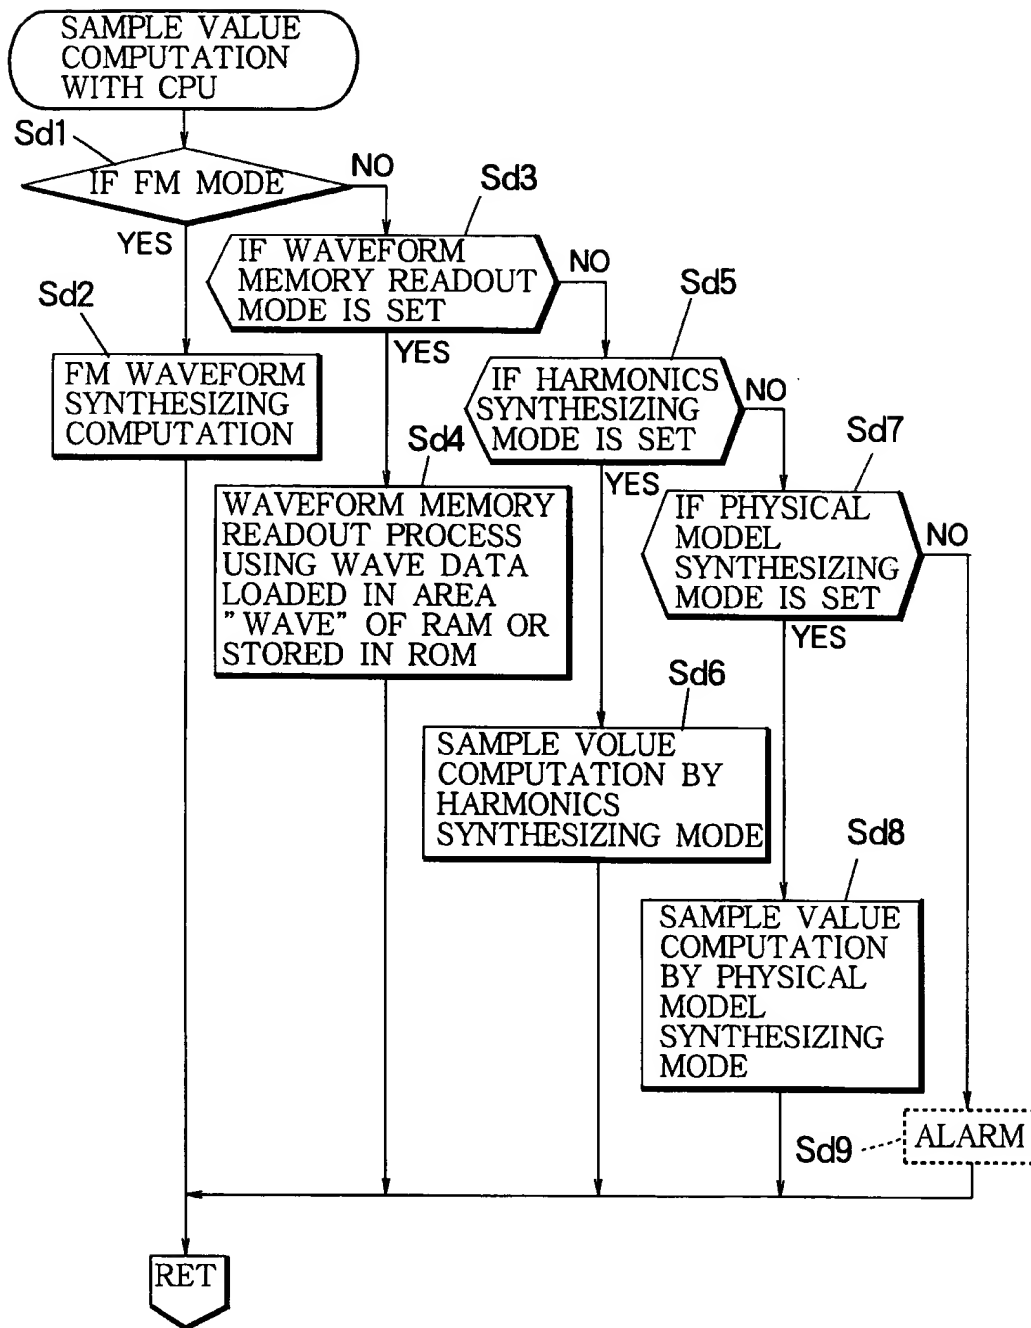 SAMPLE VALUE
COMPUTATION
WITH CPU
Sd1
IF FM MODE
NO
YES
Sd3
IF WAVEFORM
MEMORY READOUT
MODE IS SET
NO
YES
Sd2
FM WAVEFORM
SYNTHESIZING
COMPUTATION
Sd5
IF HARMONICS
SYNTHESIZING
MODE IS SET
NO
YES
Sd4
WAVEFORM MEMORY
READOUT PROCESS
USING WAVE DATA
LOADED IN AREA
"WAVE" OF RAM OR
STORED IN ROM
Sd7
IF PHYSICAL
MODEL
SYNTHESIZING
MODE IS SET
NO
YES
Sd6
SAMPLE VOLUE
COMPUTATION BY
HARMONICS
SYNTHESIZING MODE
Sd8
SAMPLE VALUE
COMPUTATION
BY PHYSICAL
MODEL
SYNTHESIZING
MODE
Sd9
ALARM
RET